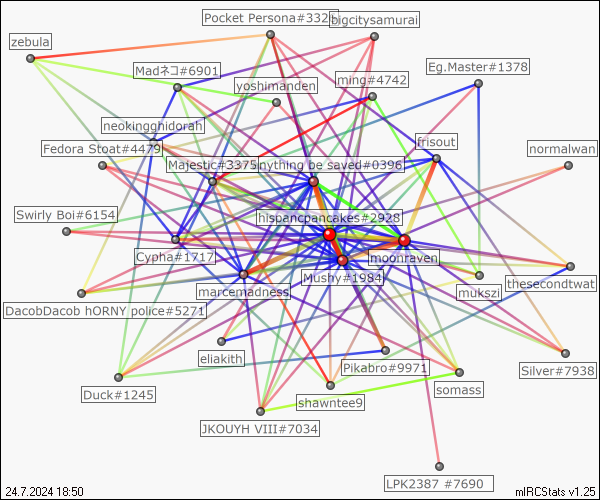 Pocket Persona#332
bigcitysamurai
zebula
Madネコ#6901
ming#4742
Eg.Master#1378
yoshimanden
neokingghidorah
frisout
Fedora Stoat#4479
normalwan
Majestic#3375
nything be saved#0396
Swirly Boi#6154
hispancpancakes#2928
Cypha#1717
moonraven
Mushy#1984
marcemadness
mukszi
thesecondtwat
DacobDacob hORNY police#5271
eliakith
Pikabro#9971
Silver#7938
Duck#1245
somass
shawntee9
JKOUYH VIII#7034
LPK2387 #7690
24.7.2024 18:50
mIRCStats v1.25